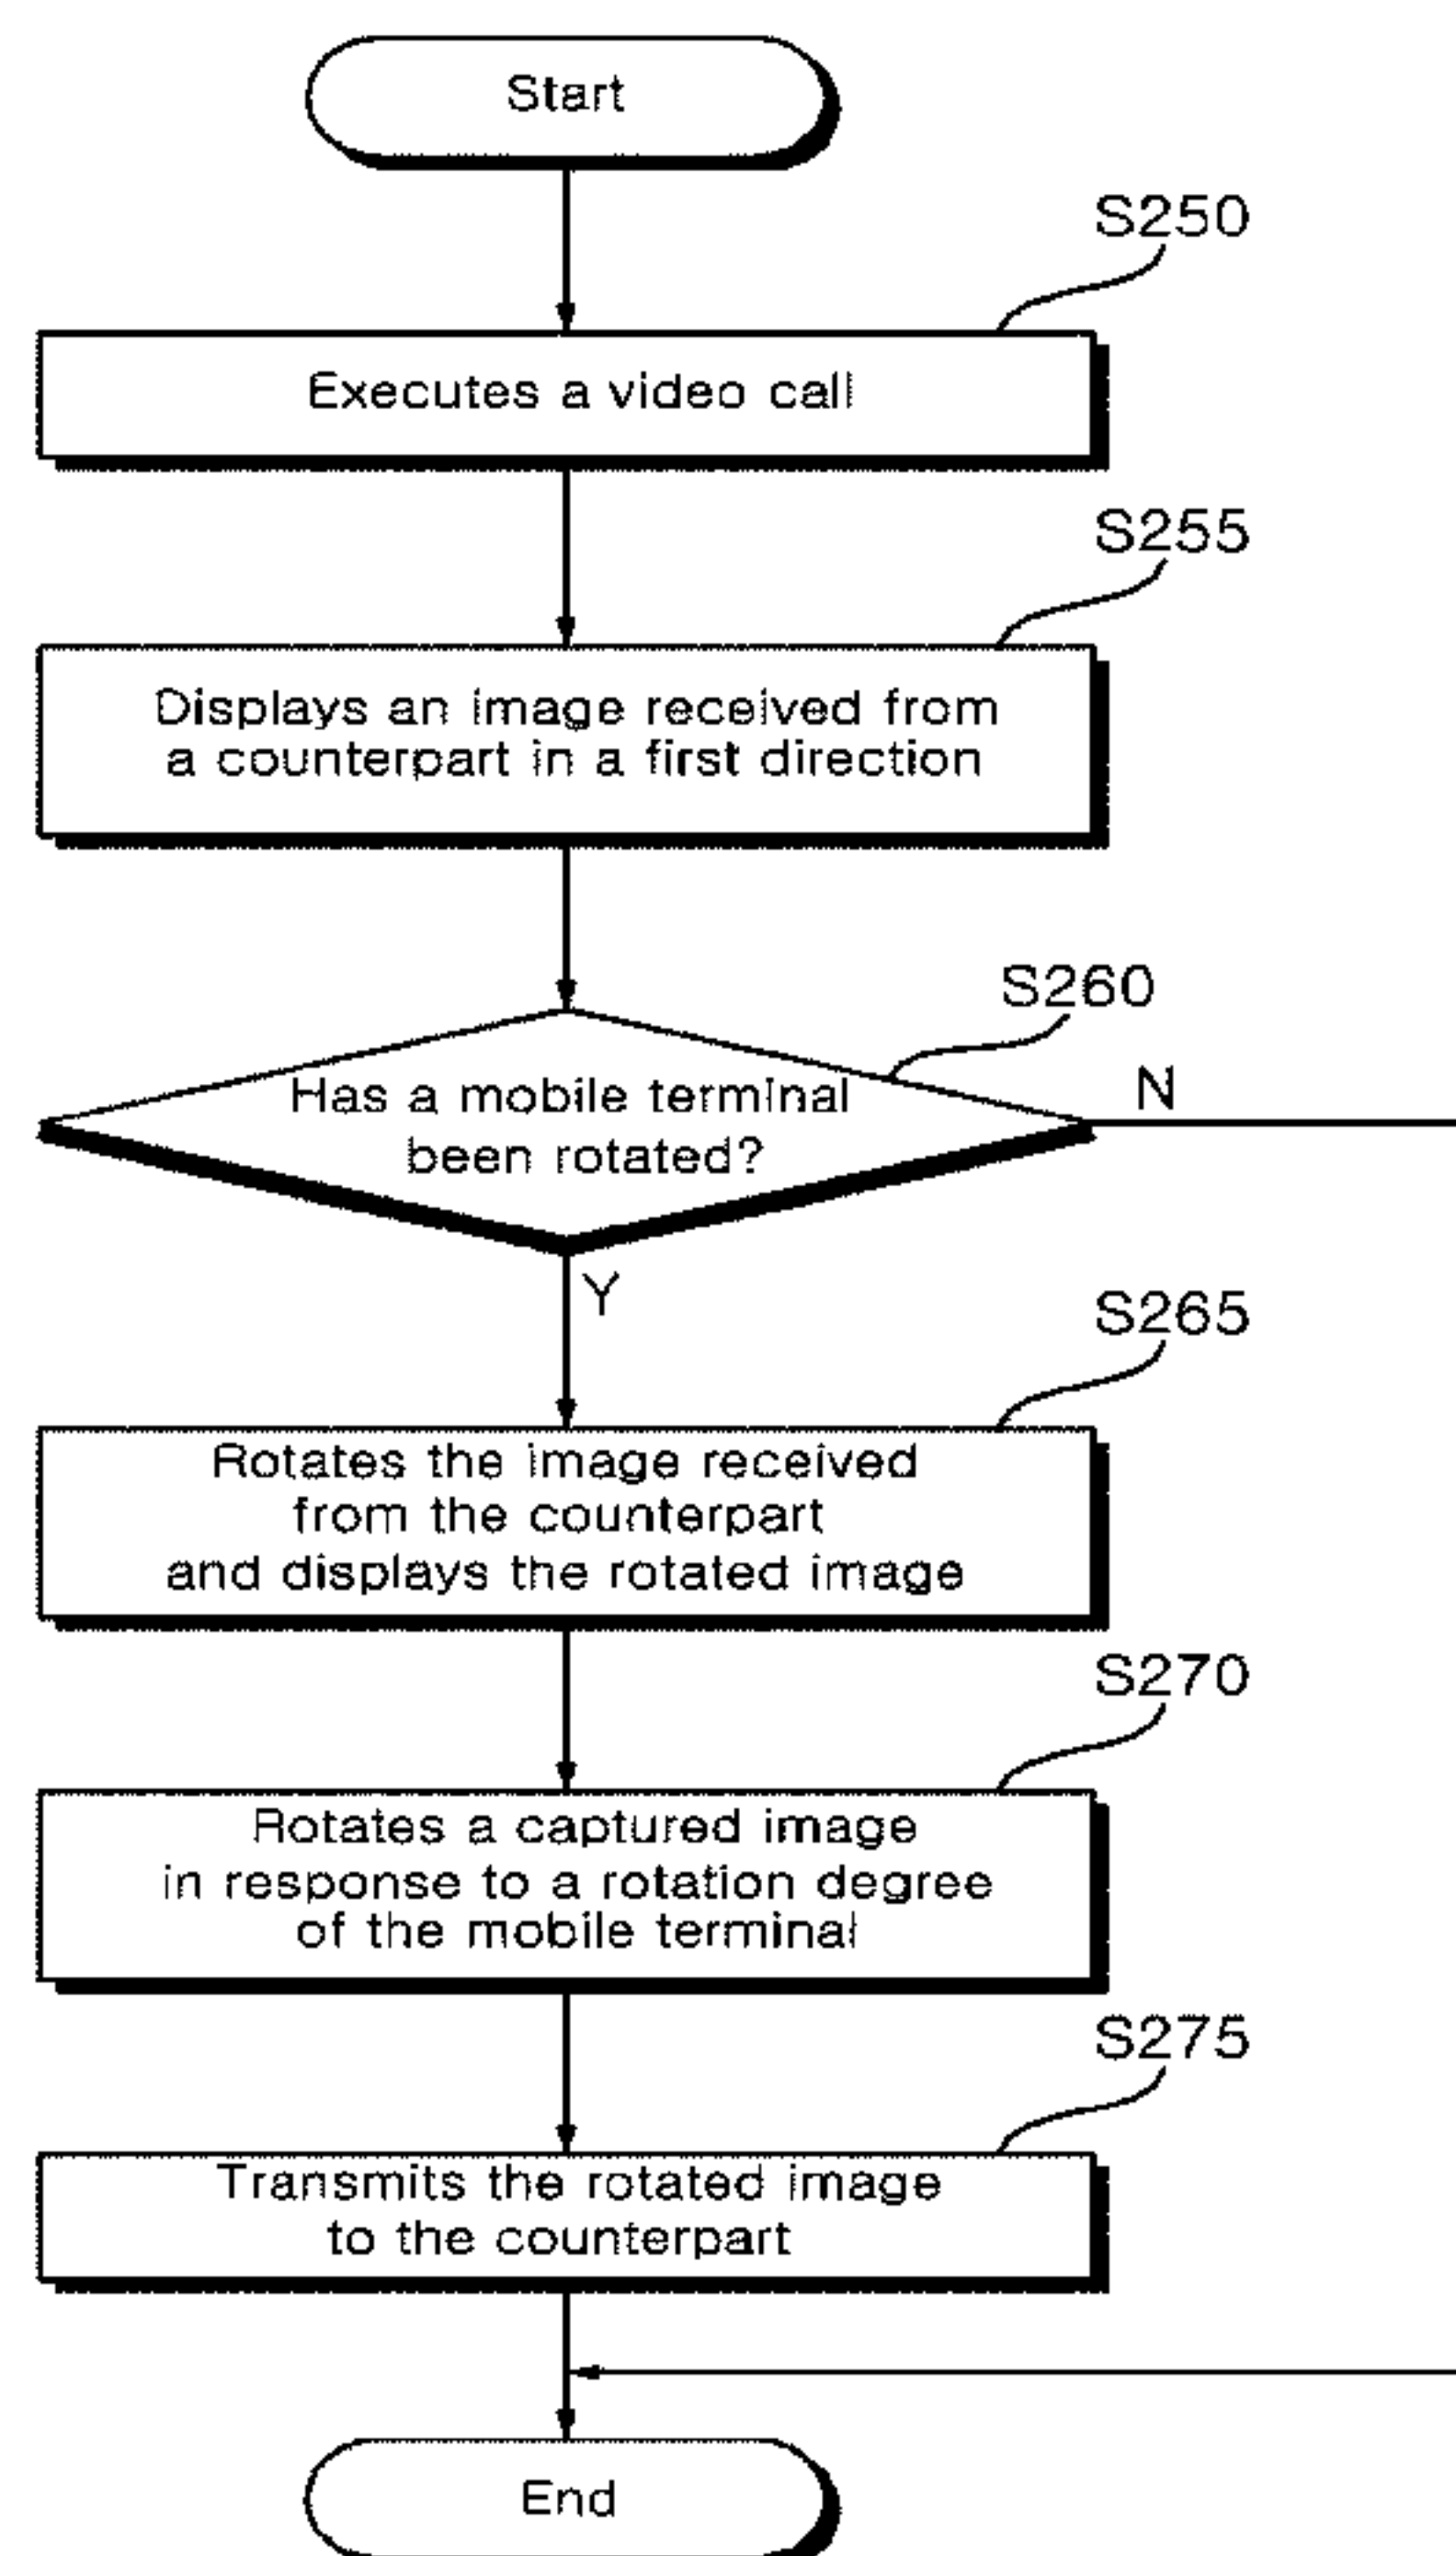 Start
S250
Executes a video call
S255
Displays an image received from
a counterpart in a first direction
S260
Has a mobile terminal
been rotated?
N
Y
S265
Rotates the image received
from the counterpart
and displays the rotated image
S270
Rotates a captured image
in response to a rotation degree
of the mobile terminal
S275
Transmits the rotated image
to the counterpart
End